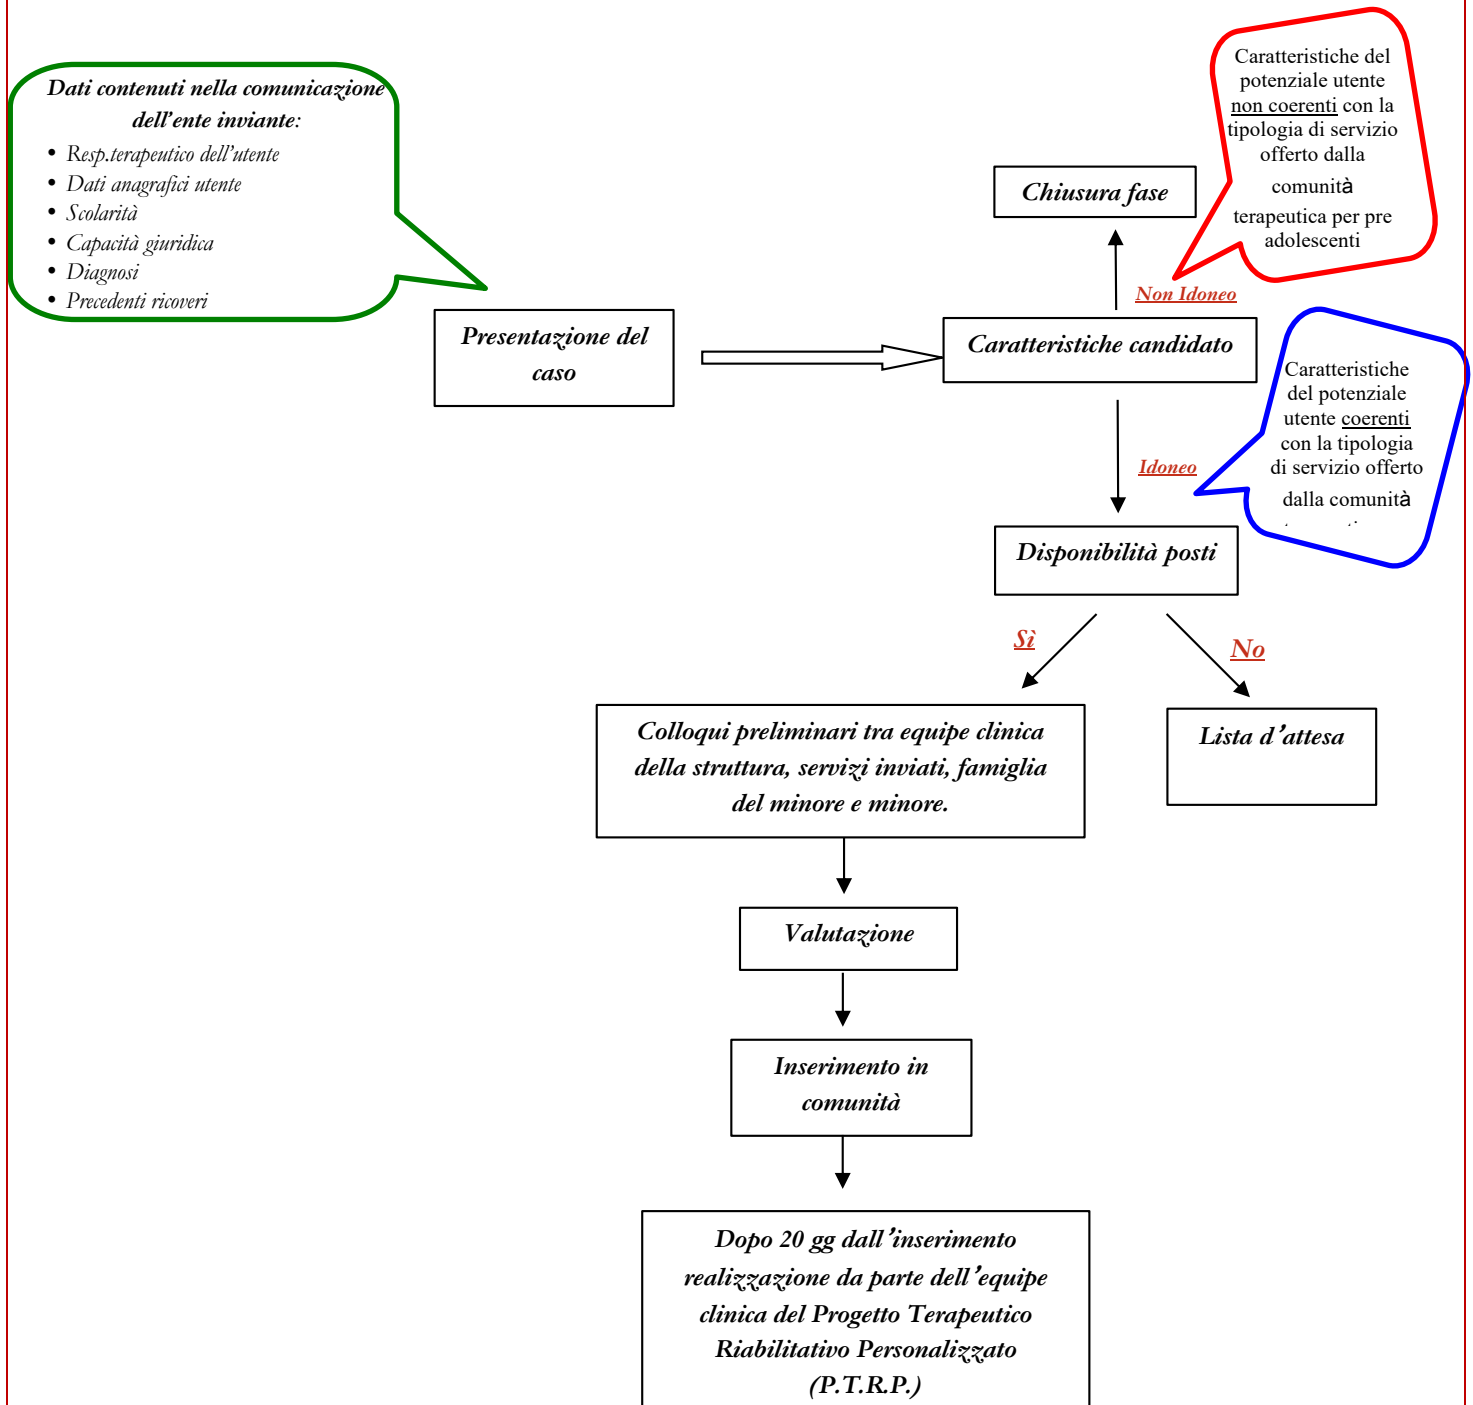 Dati contenuti nella comunicazione
dell'ente inviante:
• Resp.terapeutico dell'utente
• Dati anagrafici utente
• Scolarità
• Capacità giuridica
• Diagnosi
• Precedenti ricoveri
Caratteristiche del
potenziale utente
non coerenti con la
tipologia di servizio
offerto dalla
comunità
terapeutica per pre
adolescenti
Chiusura fase
Non Idoneo
Presentazione del
caso
Caratteristiche candidato
Caratteristiche
del potenziale
utente coerenti
con la tipologia
di servizio offerto
dalla comunità
Idoneo
Disponibilità posti
Sì
No
Colloqui preliminari tra equipe clinica
della struttura, servizi inviati, famiglia
del minore e minore.
Lista d'attesa
Valutazione
Inserimento in
comunità
Dopo 20 gg dall'inserimento
realizzazione da parte dell'equipe
clinica del Progetto Terapeutico
Riabilitativo Personalizzato
(P.T.R.P.)